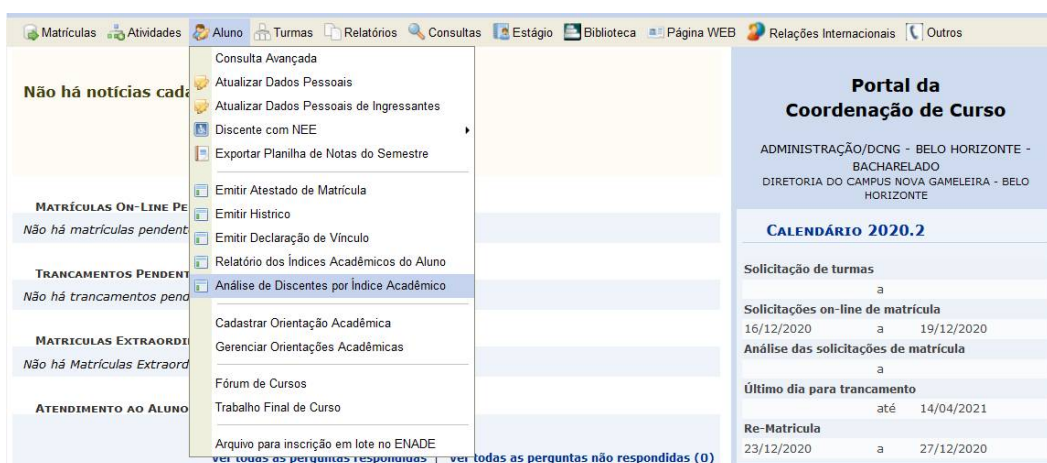 Matrículas Atividades Aluno Turmas Relatórios Consultas Estágio Biblioteca Página WEB Relações Internacionais Outros
Não há notícias cada
MATRÍCULAS ON-LINE PE
Não há matrículas pendent
TRANCAMENTOS PENDENT
Não há trancamentos pend
MATRICULAS EXTRAORDI
Não há Matrículas Extraord
ATENDIMENTO AO ALUNO
Consulta Avançada
Atualizar Dados Pessoais
Atualizar Dados Pessoais de Ingressantes
Discente com NEE
Exportar Planilha de Notas do Semestre
Emitir Atestado de Matrícula
Emitir Histrico
Emitir Declaração de Vínculo
Relatório dos Índices Acadêmicos do Aluno
Análise de Discentes por Índice Acadêmico
Cadastrar Orientação Acadêmica
Gerenciar Orientações Acadêmicas
Fórum de Cursos
Trabalho Final de Curso
Arquivo para inscrição em lote no ENADE
Ver todas as perguntas respondidas | Ver todas as perguntas não respondidas (0)
Portal da
Coordenação de Curso
ADMINISTRAÇÃO/DCNG - BELO HORIZONTE -
BACHARELADO
DIRETORIA DO CAMPUS NOVA GAMELEIRA - BELO
HORIZONTE
CALENDÁRIO 2020.2
Solicitação de turmas
a
Solicitações on-line de matrícula
16/12/2020 a 19/12/2020
Análise das solicitações de matrícula
a
Último dia para trancamento
até 14/04/2021
Re-Matricula
23/12/2020 a 27/12/2020